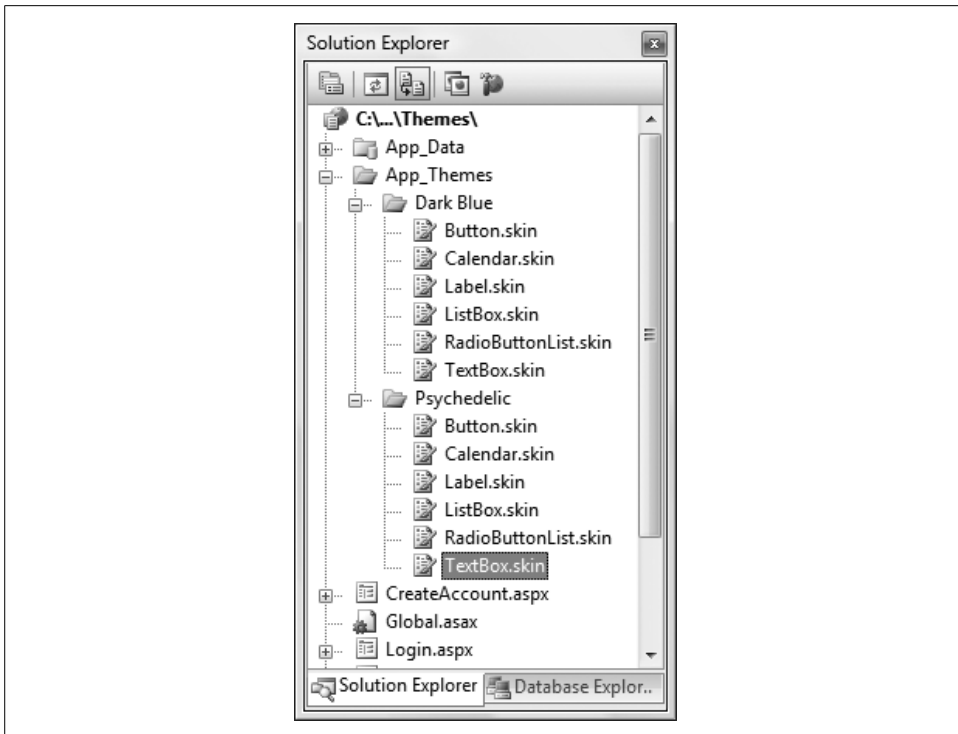 Solution Explorer
C:\...\Themes\
App_Data
App_Themes
Dark Blue
Button.skin
Calendar.skin
Label.skin
ListBox.skin
RadioButtonList.skin
TextBox.skin
Psychedelic
Button.skin
Calendar.skin
Label.skin
ListBox.skin
RadioButtonList.skin
TextBox.skin
CreateAccount.aspx
Global.asax
Login.aspx
Solution Explorer Database Explor..